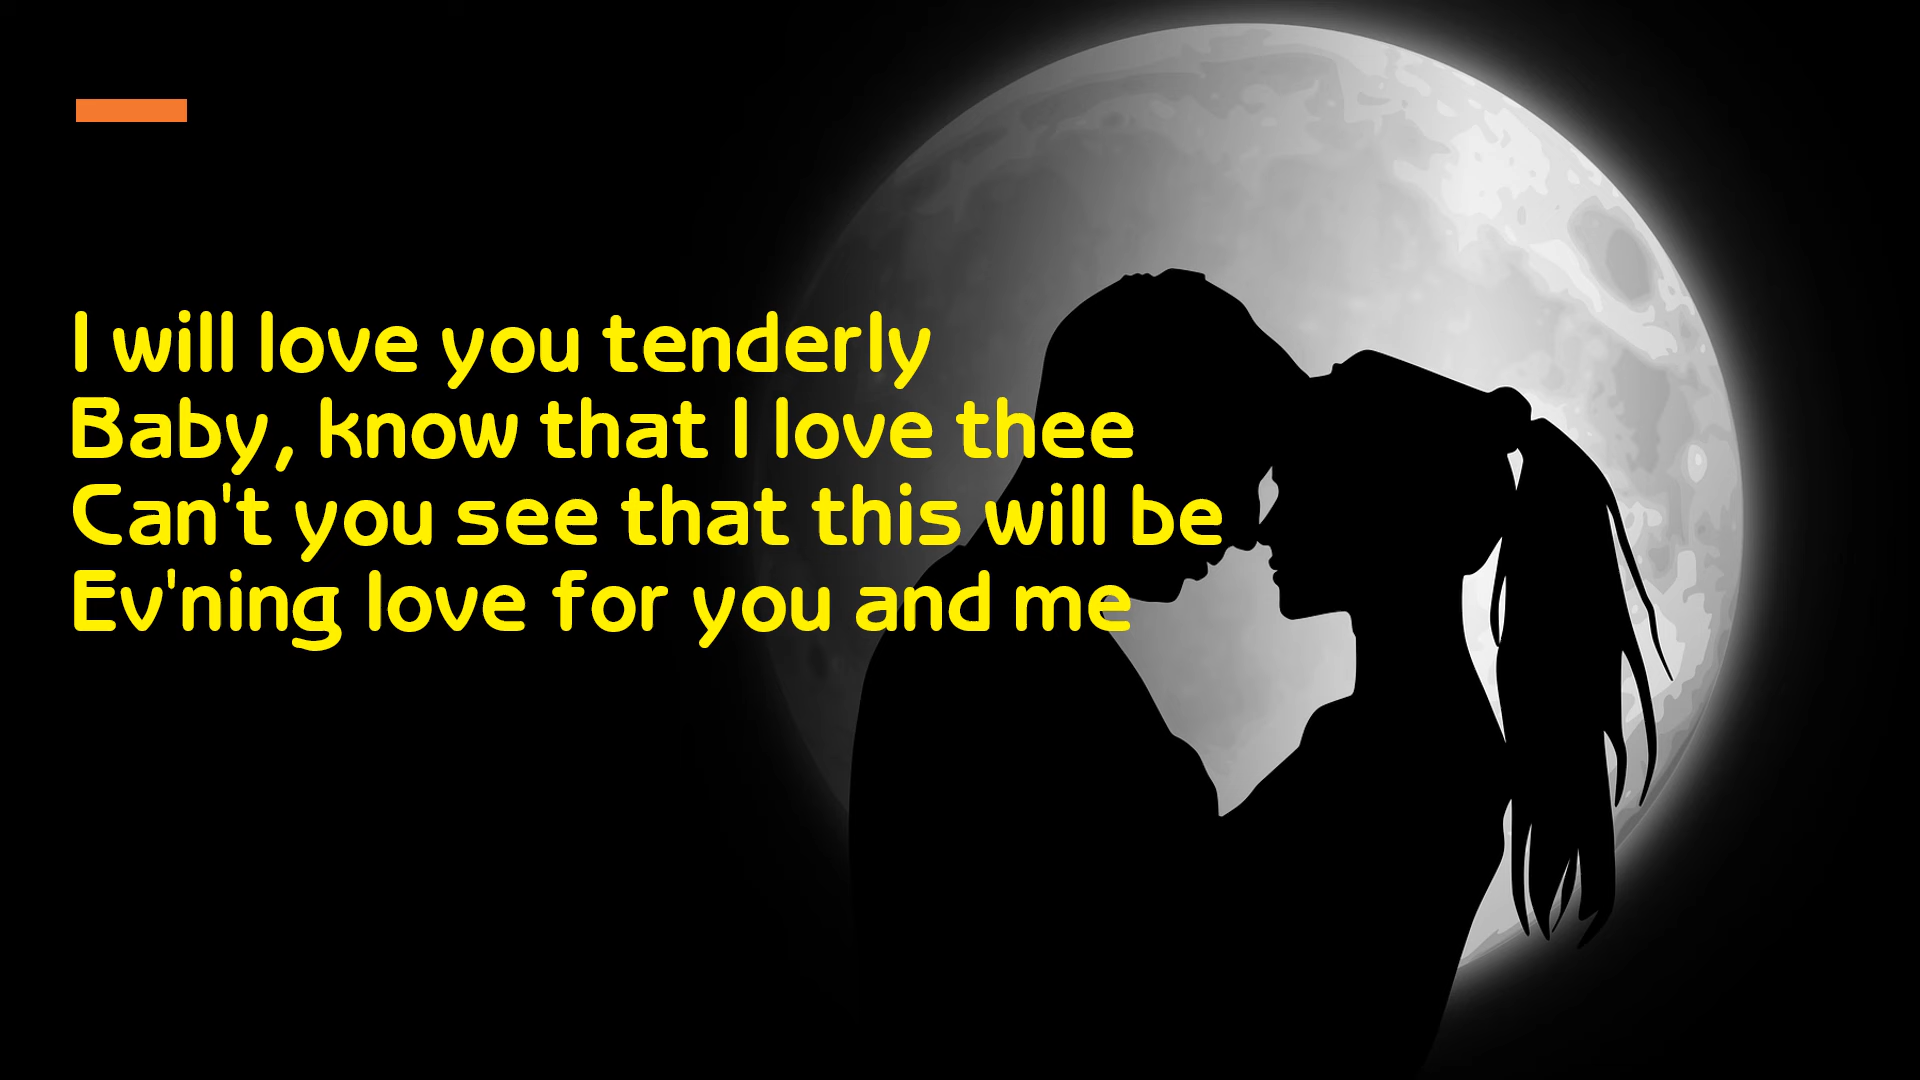 I will love you tenderly
Baby, know that I love thee
Can't you see that this will be
Ev'ning love for you and me